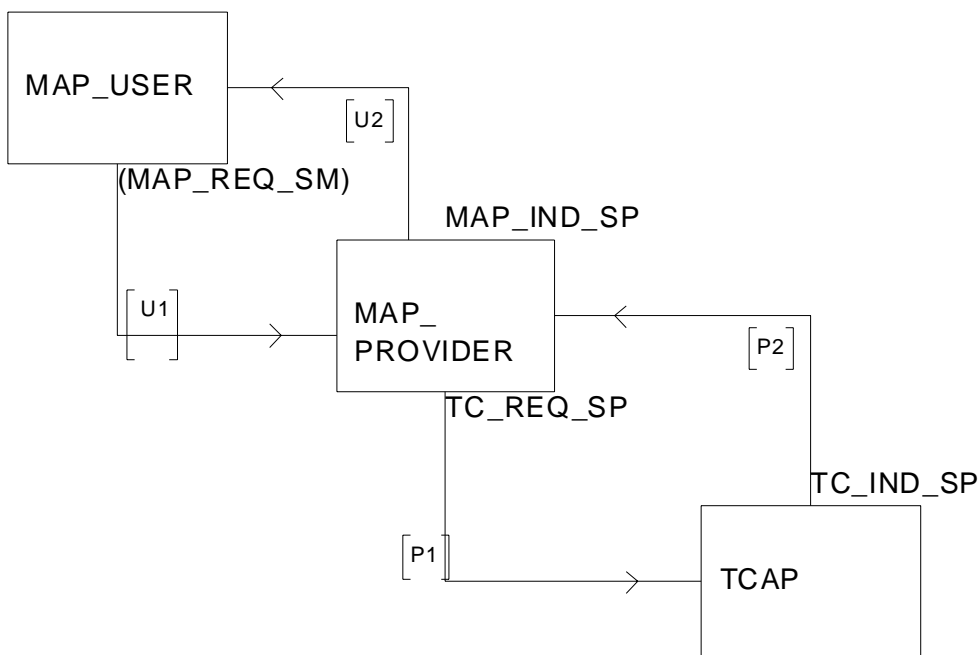 MAP_USER
[U2]
(MAP_REQ_SM)
MAP_IND_SP
[U1]
MAP_
PROVIDER
[P2]
TC_REQ_SP
TC_IND_SP
[P1]
TCAP